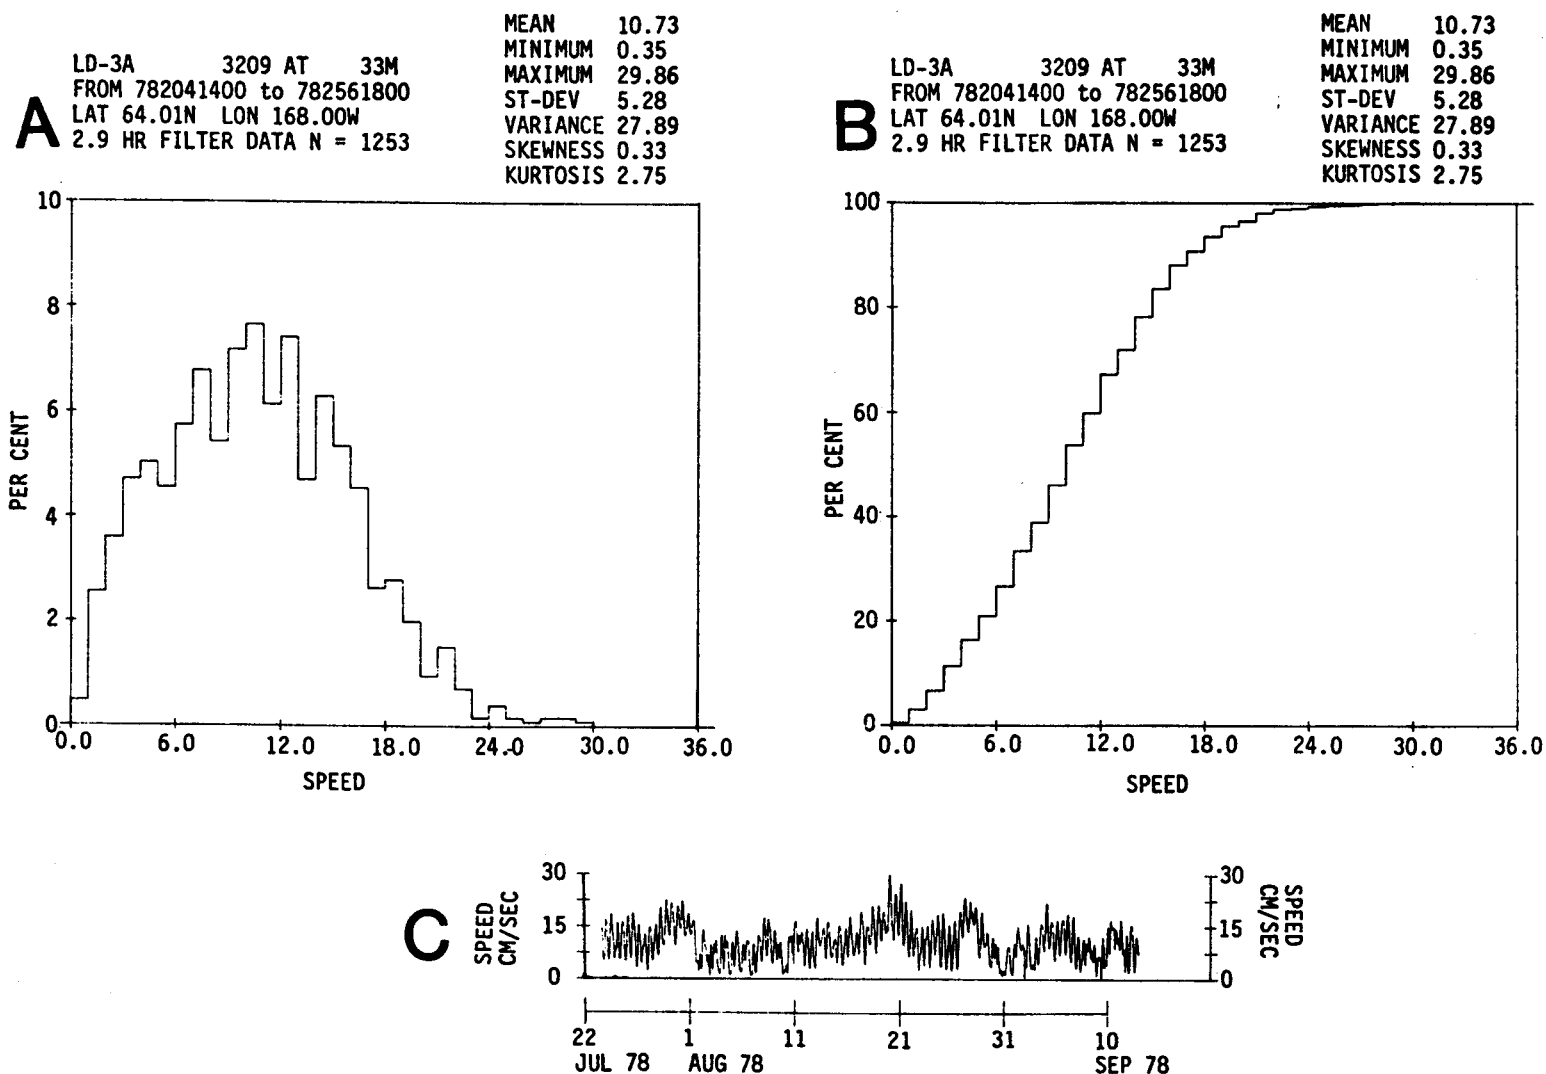 A
LD-3A 3209 AT 33M
FROM 782041400 to 782561800
LAT 64.01N LON 168.00W
2.9 HR FILTER DATA N = 1253
MEAN 10.73
MINIMUM 0.35
MAXIMUM 29.86
ST-DEV 5.28
VARIANCE 27.89
SKEWNESS 0.33
KURTOSIS 2.75
10
8
6
4
2
0
PER CENT
0.0 6.0 12.0 18.0 24.0 30.0 36.0
SPEED
B
LD-3A 3209 AT 33M
FROM 782041400 to 782561800
LAT 64.01N LON 168.00W
2.9 HR FILTER DATA N = 1253
MEAN 10.73
MINIMUM 0.35
MAXIMUM 29.86
ST-DEV 5.28
VARIANCE 27.89
SKEWNESS 0.33
KURTOSIS 2.75
100
80
60
40
20
0
PER CENT
0.0 6.0 12.0 18.0 24.0 30.0 36.0
SPEED
C
SPEED
CM/SEC
30
15
0
30
15
0
SPEED
CM/SEC
22 1 11 21 31 10
JUL 78 AUG 78 SEP 78